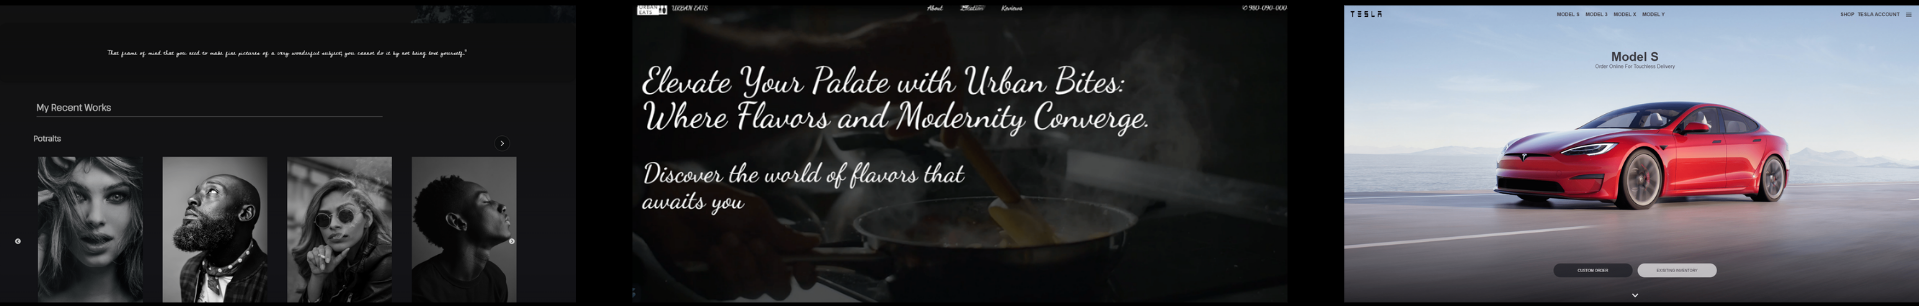 That frame of mind that you need to make fine pictures of a very wonderful subject, you cannot do it by not being lost yourself."
My Recent Works
Potraits
URBAN
EATS
URBAN EATS
About
Location
Reviews
✆ 980-090-000
Elevate Your Palate with Urban Bites:
Where Flavors and Modernity Converge.
Discover the world of flavors that
awaits you
TESLA
MODEL S MODEL 3 MODEL X MODEL Y
SHOP TESLA ACCOUNT
Model S
Order Online For Touchless Delivery
CUSTOM ORDER
EXISTING INVENTORY